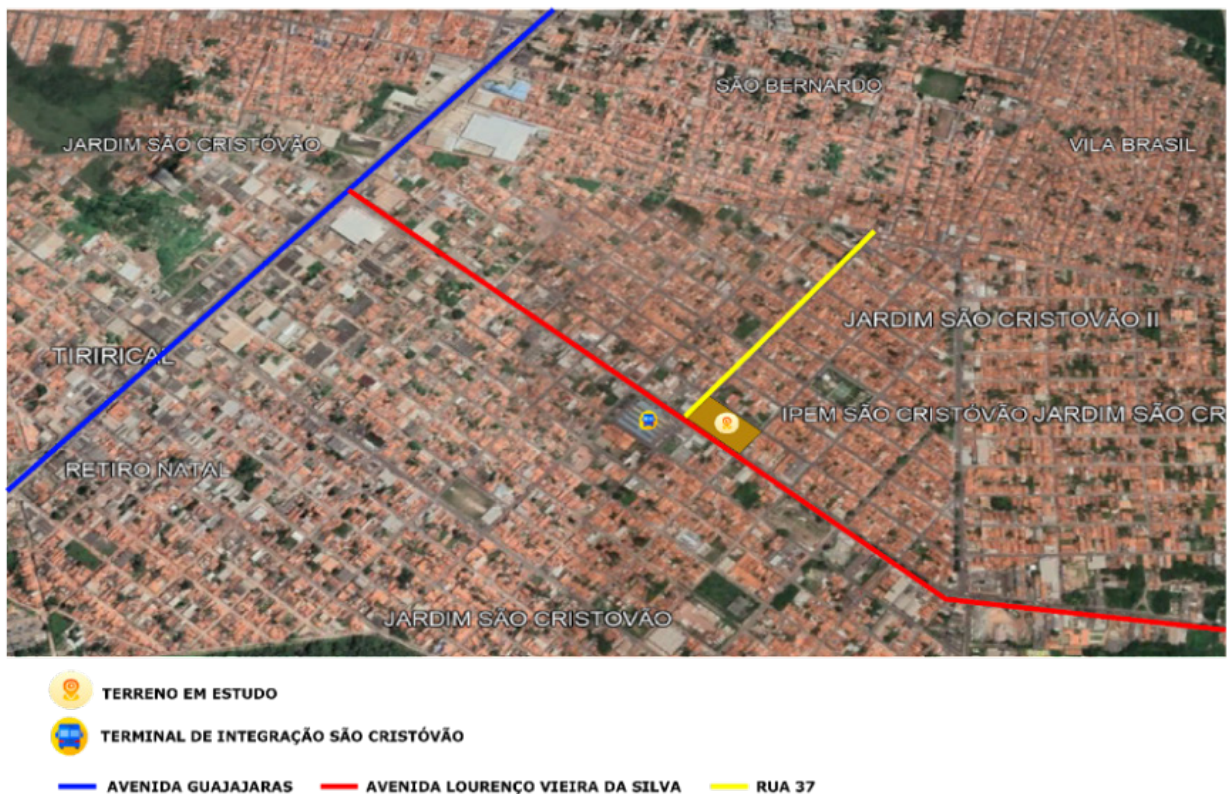 SÃO BERNARDO
JARDIM SÃO CRISTÓVÃO
VILA BRASIL
JARDIM SÃO CRISTOVÃO II
TIRIRICAL
IPEM SÃO CRISTÓVÃO JARDIM SÃO CR
RETIRO NATAL
JARDIM SÃO CRISTÓVÃO
TERRENO EM ESTUDO
TERMINAL DE INTEGRAÇÃO SÃO CRISTÓVÃO
AVENIDA GUAJAJARAS AVENIDA LOURENÇO VIEIRA DA SILVA RUA 37